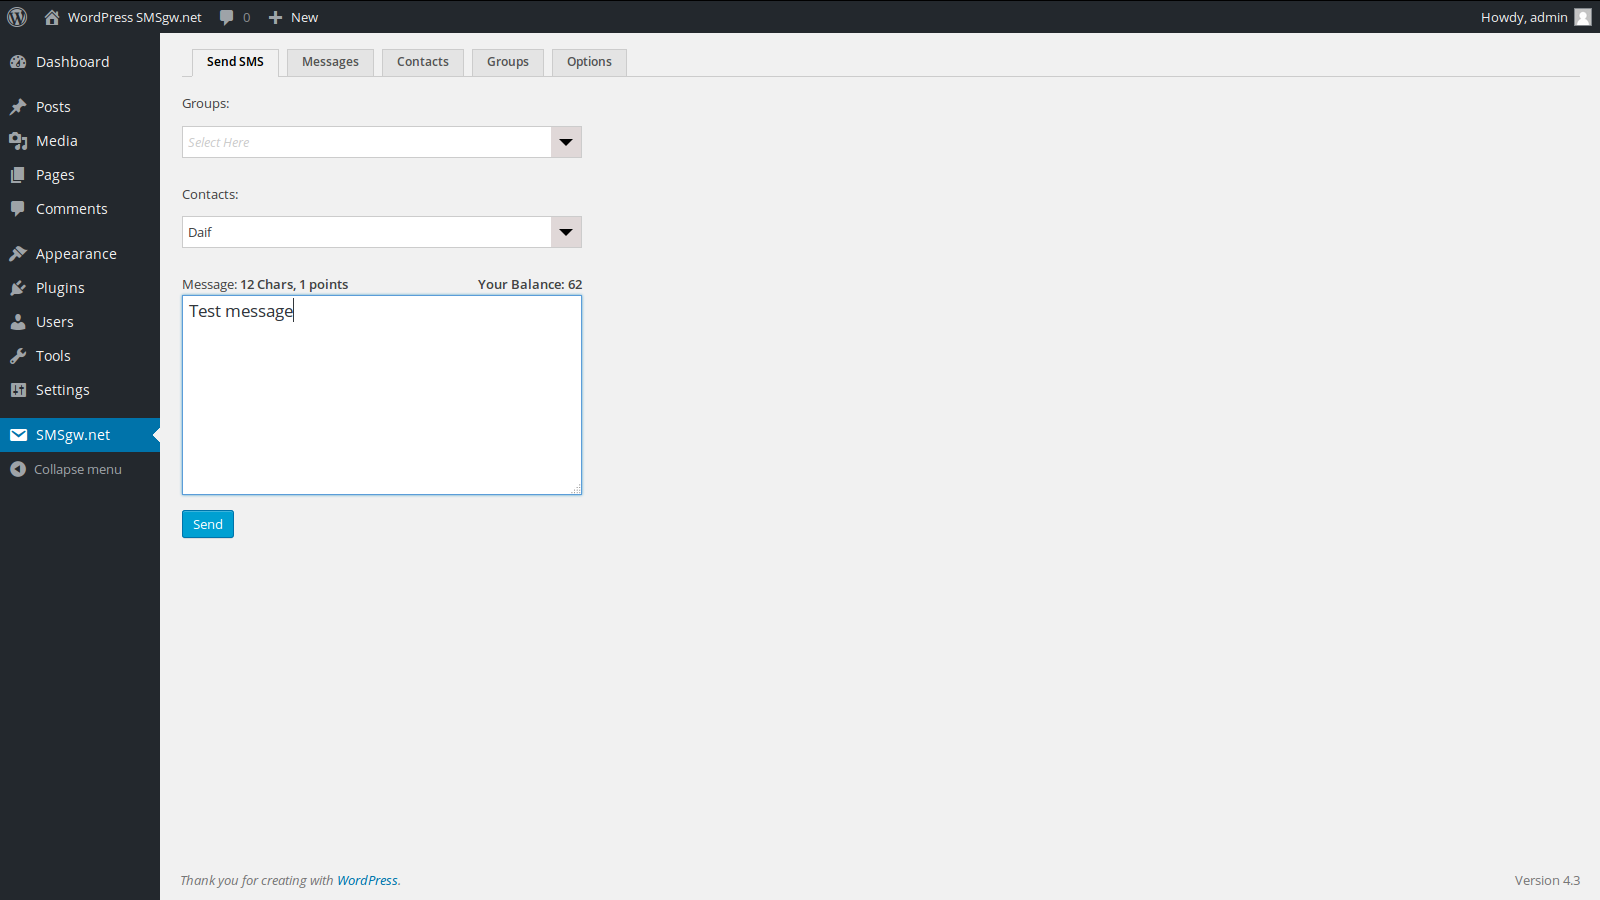 WordPress SMSgw.net 0 New Howdy, admin
Dashboard
Posts
Media
Pages
Comments
Appearance
Plugins
Users
Tools
Settings
SMSgw.net
Collapse menu
Send SMS Messages Contacts Groups Options
Groups:
Select Here
Contacts:
Daif
Message: 12 Chars, 1 points Your Balance: 62
Test message
Send
Thank you for creating with WordPress. Version 4.3